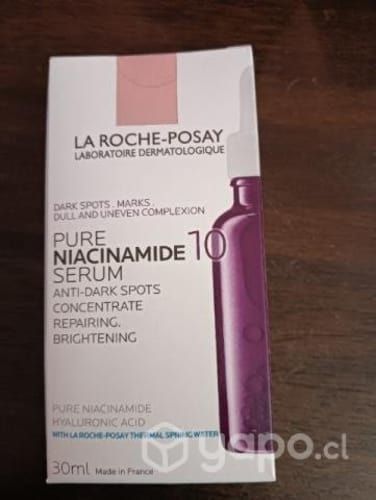 LA ROCHE-POSAY
LABORATOIRE DERMATOLOGIQUE
DARK SPOTS . MARKS .
DULL AND UNEVEN COMPLEXION
PURE
NIACINAMIDE 10
SERUM
ANTI-DARK SPOTS
CONCENTRATE
REPAIRING.
BRIGHTENING
PURE NIACINAMIDE
HYALURONIC ACID
WITH LA ROCHE-POSAY THERMAL SPRING WATER
30ml Made in France
yapo.cl